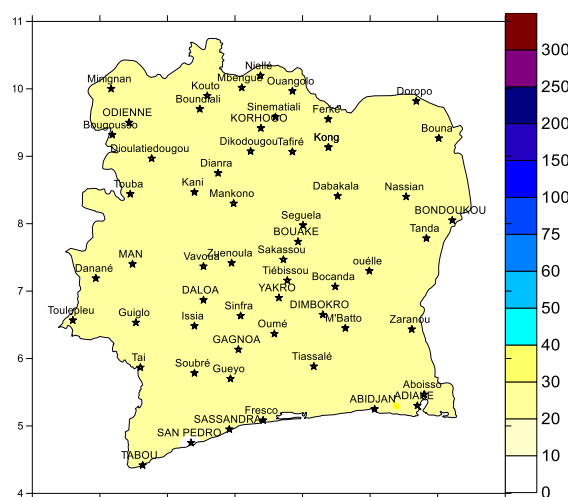 11
10
9
8
7
6
5
4
Niellé
Minignan
Mbengué
Ouangolo
Kouto
Doropo
Boundiali
Sinematiali
ODIENNE
KORHOGO
Ferké
Bougousso
Bouna
Kong
Dikodougou
Tafiré
Dioulatiedougou
Dianra
Touba
Kani
Mankono
Dabakala
Nassian
BONDOUKOU
Seguela
Tanda
BOUAKE
MAN
Vavoua
Zuenoula
Sakassou
ouélle
Danané
Tiébissou
Bocanda
DALOA
YAKRO
Toulepleu
Guiglo
Issia
Sinfra
DIMBOKRO
M'Batto
Zaranou
Oumé
GAGNOA
Tai
Soubré
Gueyo
Tiassalé
Aboisso
ABIDJAN
ADIAKE
Fresco
SASSANDRA
SAN PEDRO
TABOU
300
250
200
150
100
75
60
50
40
30
20
10
0